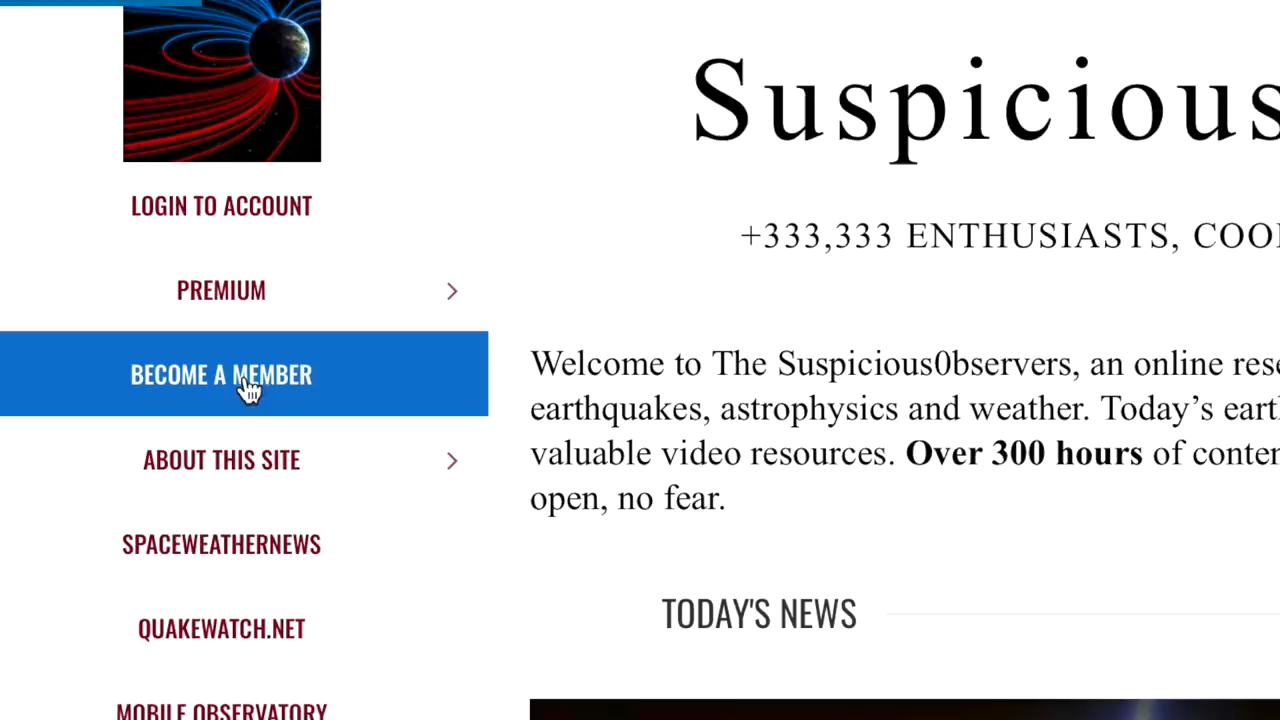 LOGIN TO ACCOUNT
PREMIUM
BECOME A MEMBER
ABOUT THIS SITE
SPACEWEATHERNEWS
QUAKEWATCH.NET
MOBILE OBSERVATORY
Suspicious
+333,333 ENTHUSIASTS,
Welcome to The Suspicious0bservers, an online
earthquakes, astrophysics and weather. Today’s
valuable video resources. Over 300 hours of
open, no fear.
TODAY'S NEWS